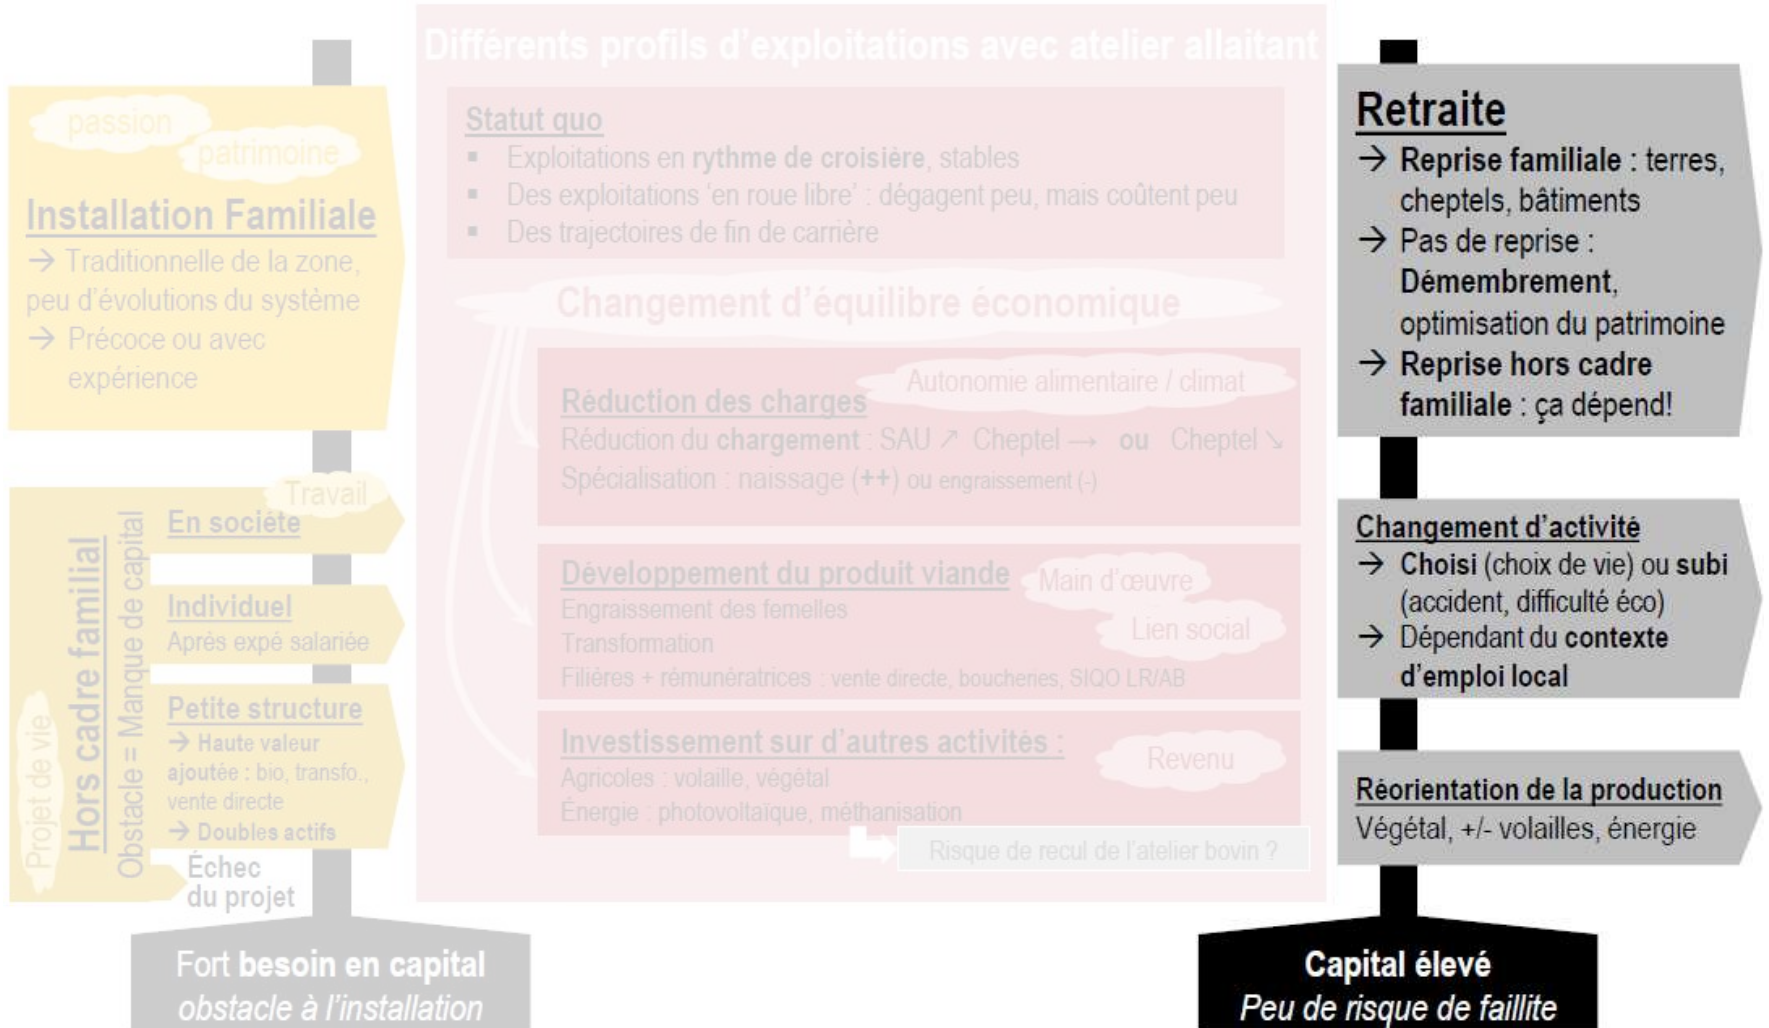 Différents profils d'exploitations avec atelier allaitant
passion
patrimoine
Installation Familiale
→ Traditionnelle de la zone,
peu d'évolutions du système
→ Précoce ou avec
expérience
Projet de vie
Hors cadre familial
Obstacle = Manque de capital
Travail
En sociéte
Individuel
Après expé salariée
Petite structure
→ Haute valeur
ajoutée : bio, transfo.,
vente directe
→ Doubles actifs
Échec
du projet
Fort besoin en capital
obstacle à l'installation
Statut quo
▪ Exploitations en rythme de croisière, stables
▪ Des exploitations 'en roue libre' : dégagent peu, mais coûtent peu
▪ Des trajectoires de fin de carrière
Changement d'équilibre économique
Autonomie alimentaire / climat
Réduction des charges
Réduction du chargement : SAU ↗ Cheptel → ou Cheptel ↘
Spécialisation : naissage (++) ou engraissement (-)
Développement du produit viande
Main d'œuvre
Engraissement des femelles
Lien social
Transformation
Filières + rémunératrices : vente directe, boucheries, SIQO LR/AB
Investissement sur d'autres activités :
Revenu
Agricoles : volaille, végétal
Énergie : photovoltaïque, méthanisation
Risque de recul de l'atelier bovin ?
Retraite
→ Reprise familiale : terres,
cheptels, bâtiments
→ Pas de reprise :
Démembrement,
optimisation du patrimoine
→ Reprise hors cadre
familiale : ça dépend!
Changement d'activité
→ Choisi (choix de vie) ou subi
(accident, difficulté éco)
→ Dépendant du contexte
d'emploi local
Réorientation de la production
Végétal, +/- volailles, énergie
Capital élevé
Peu de risque de faillite